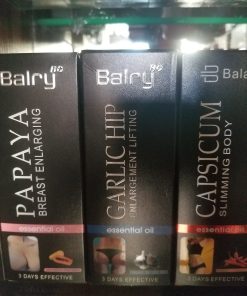 Balry
PAPAYA
BREAST ENLARGING
essential oil
3 DAYS EFFECTIVE
Balry
GARLIC HIP
ENLARGEMENT LIFTING
essential oil
3 DAYS EFFECTIVE
Bala
CAPSICUM
SLIMMING BODY
essential oil
3 DAYS EFFECTIVE